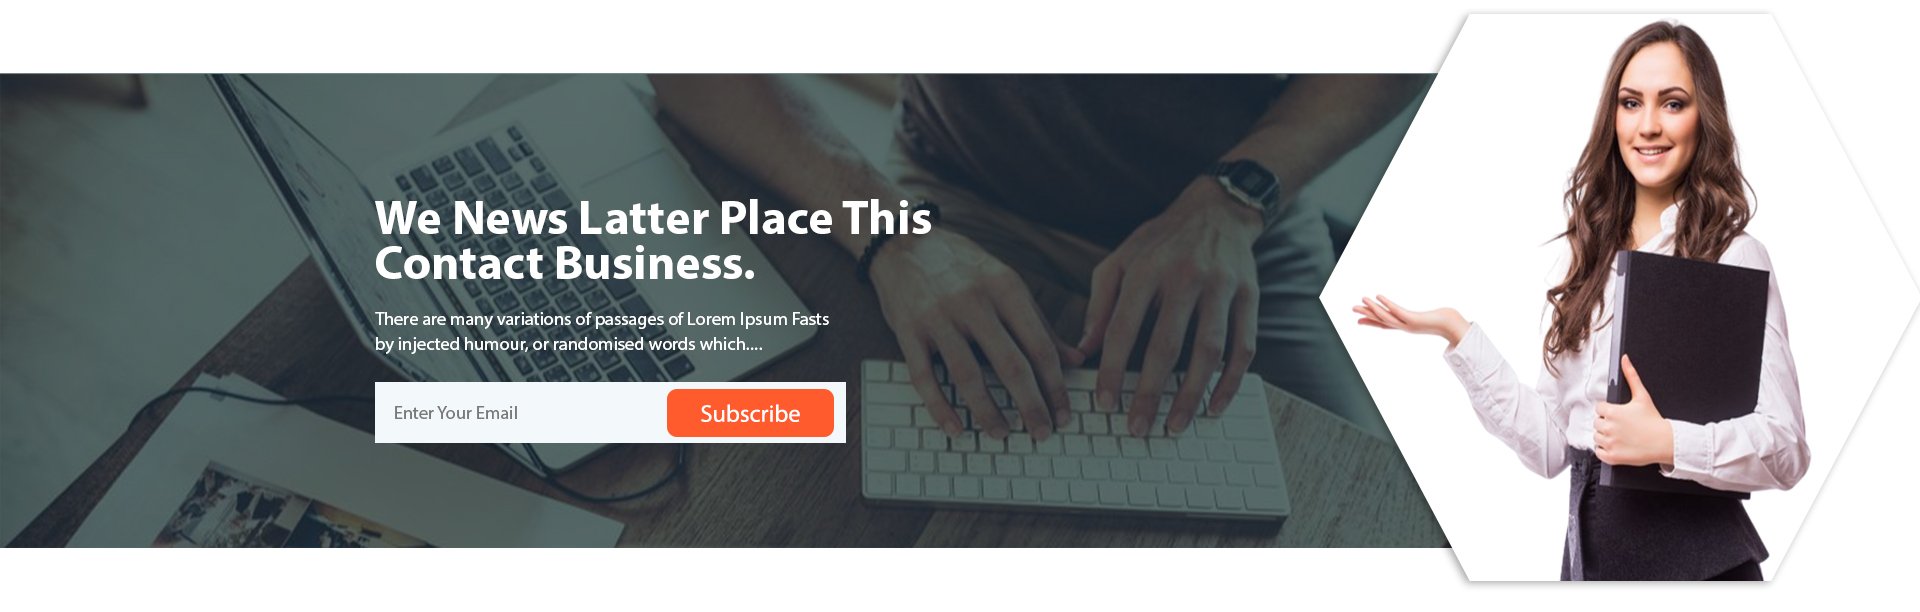 We News Latter Place This
Contact Business.
There are many variations of passages of Lorem Ipsum Fasts
by injected humour, or randomised words which....
Enter Your Email
Subscribe